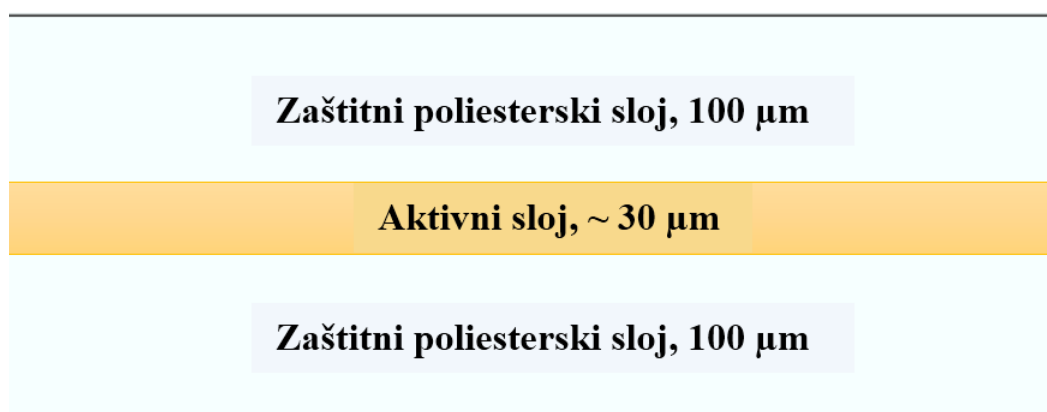 Zaštitni poliesterski sloj, 100 µm
Aktivni sloj, ~ 30 µm
Zaštitni poliesterski sloj, 100 µm